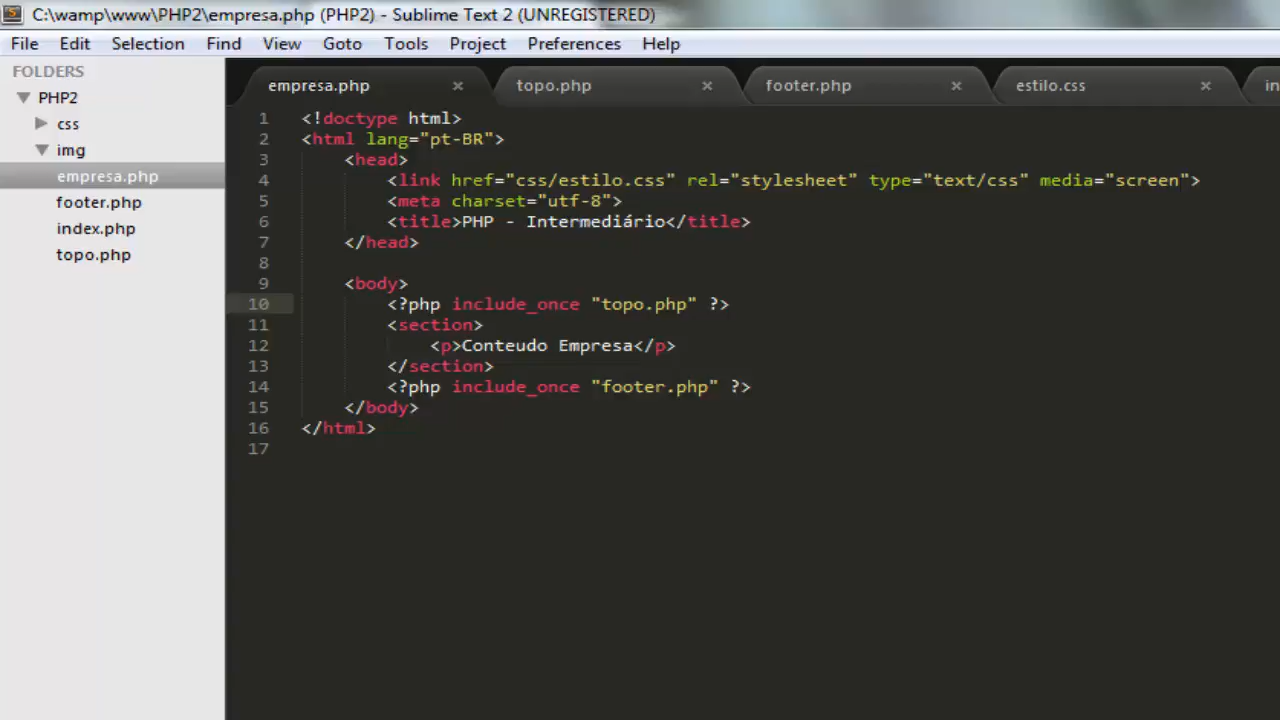 C:\wamp\www\PHP2\empresa.php (PHP2) - Sublime Text 2 (UNREGISTERED)
File Edit Selection Find View Goto Tools Project Preferences Help
FOLDERS
PHP2
css
img
empresa.php
footer.php
index.php
topo.php
empresa.php × topo.php × footer.php × estilo.css × in
1 <!doctype html>
2 <html lang="pt-BR">
3 <head>
4 <link href="css/estilo.css" rel="stylesheet" type="text/css" media="screen">
5 <meta charset="utf-8">
6 <title>PHP - Intermediário</title>
7 </head>
8
9 <body>
10 <?php include_once "topo.php" ?>
11 <section>
12 <p>Conteudo Empresa</p>
13 </section>
14 <?php include_once "footer.php" ?>
15 </body>
16 </html>
17